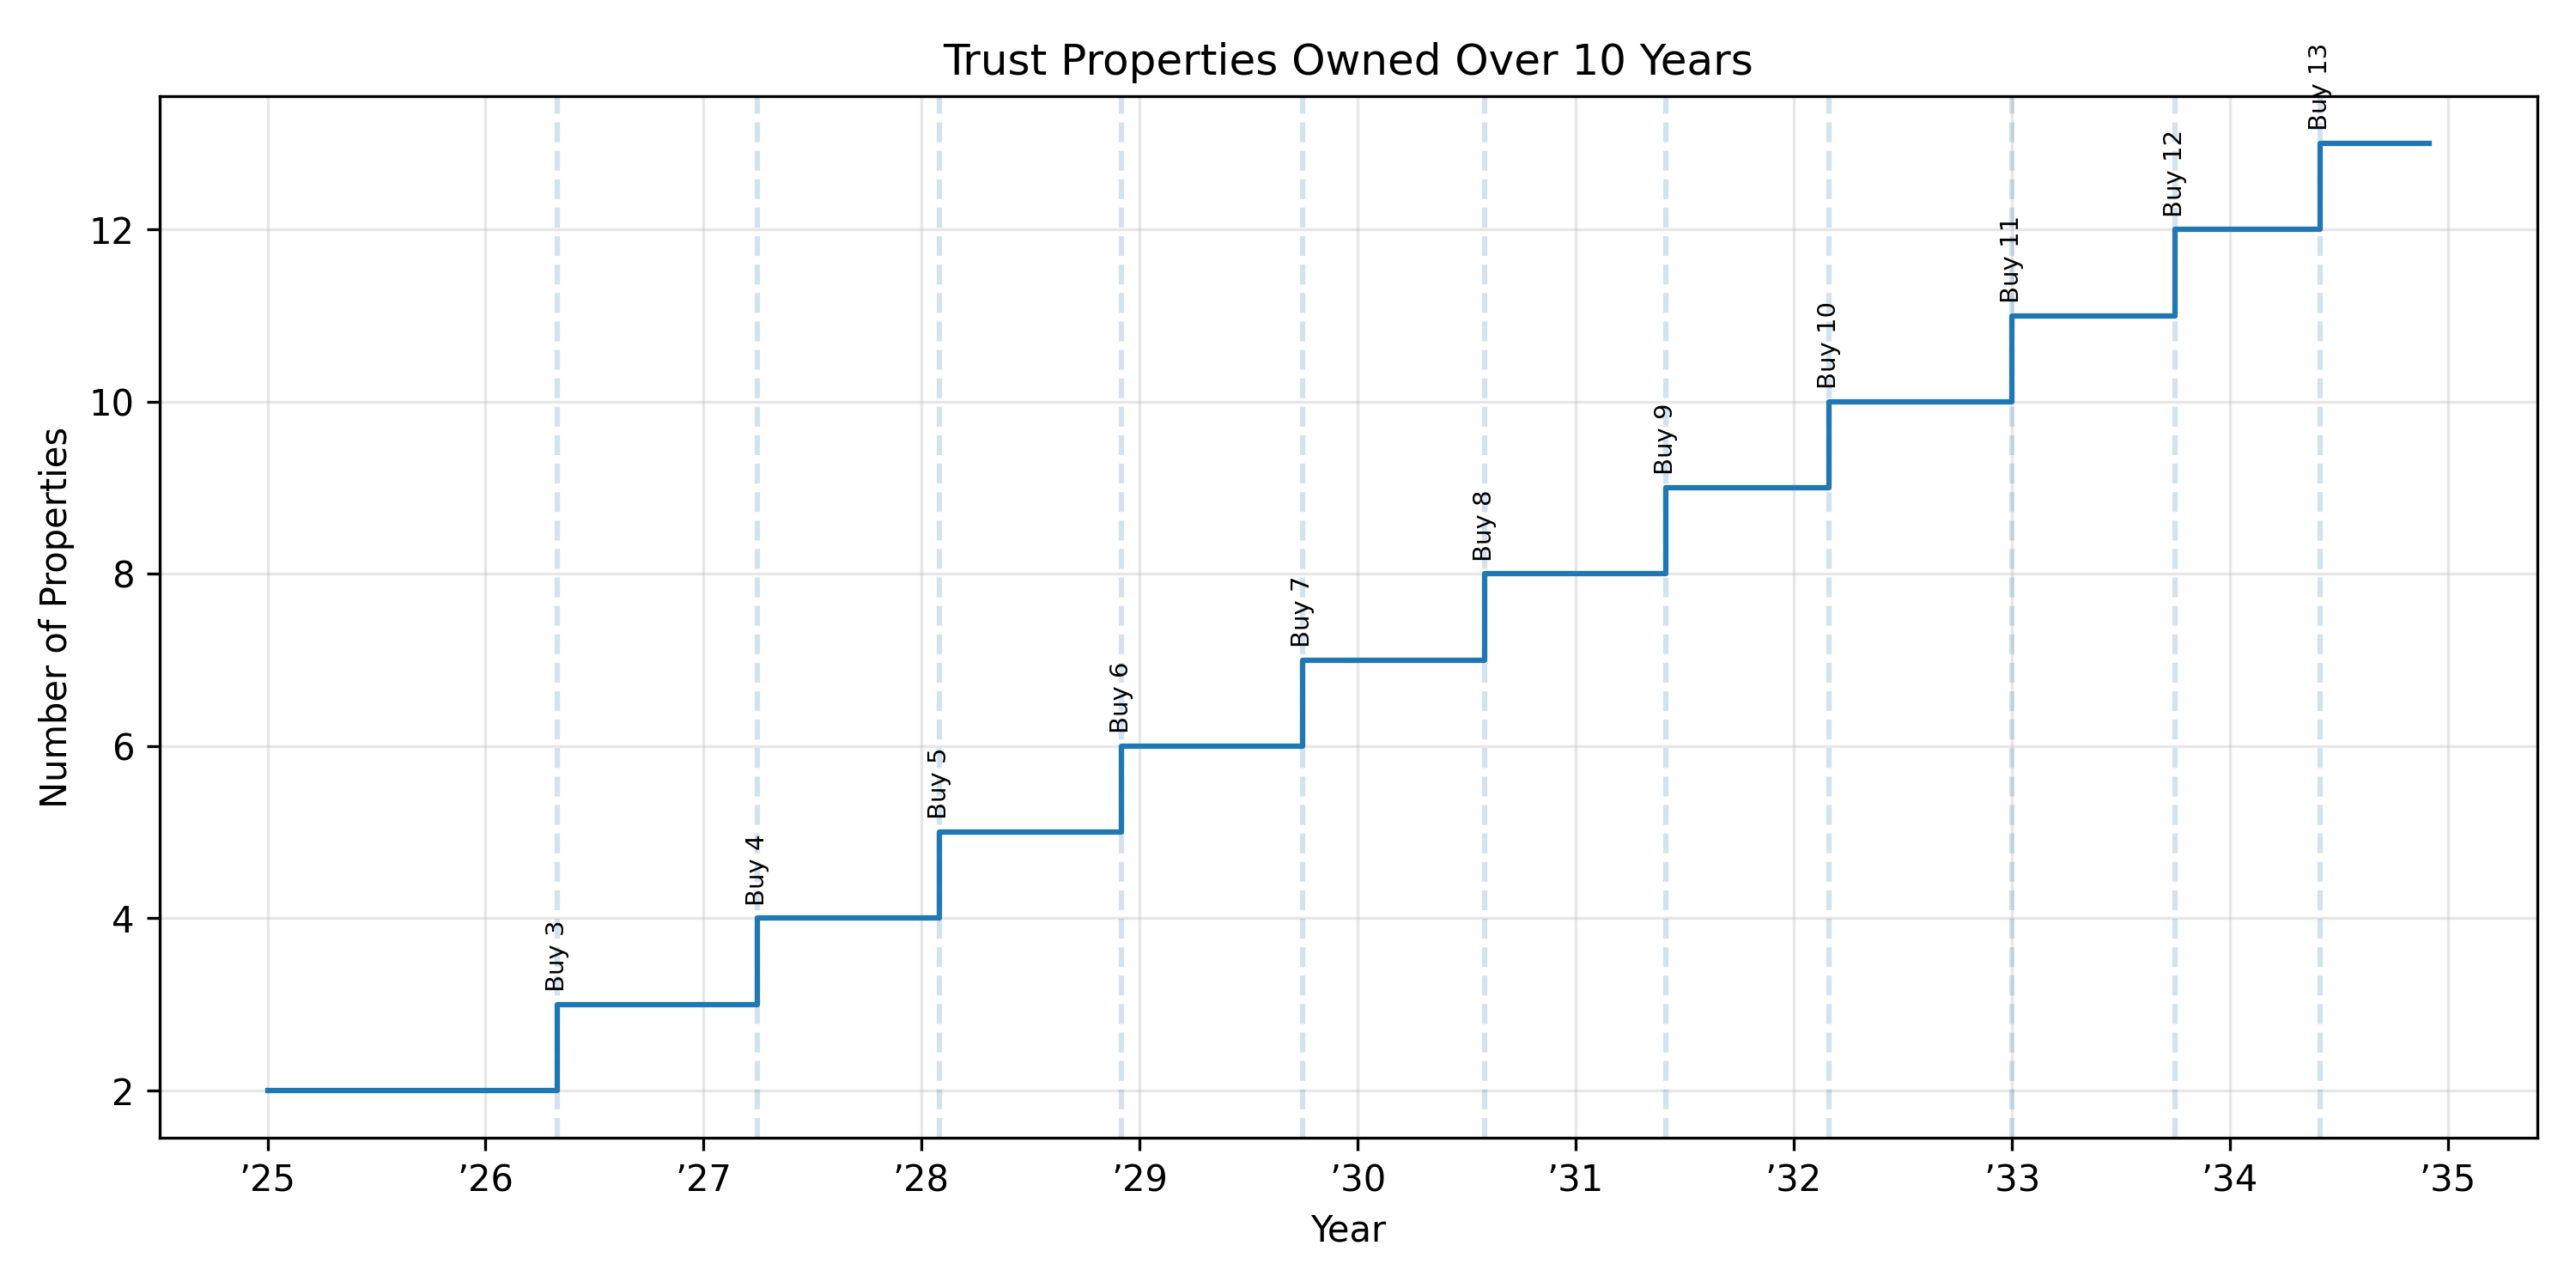 Trust Properties Owned Over 10 Years
Number of Properties
12
10
8
6
4
2
Buy 3
Buy 4
Buy 5
Buy 6
Buy 7
Buy 8
Buy 9
Buy 10
Buy 11
Buy 12
Buy 13
’25
’26
’27
’28
’29
’30
’31
’32
’33
’34
’35
Year